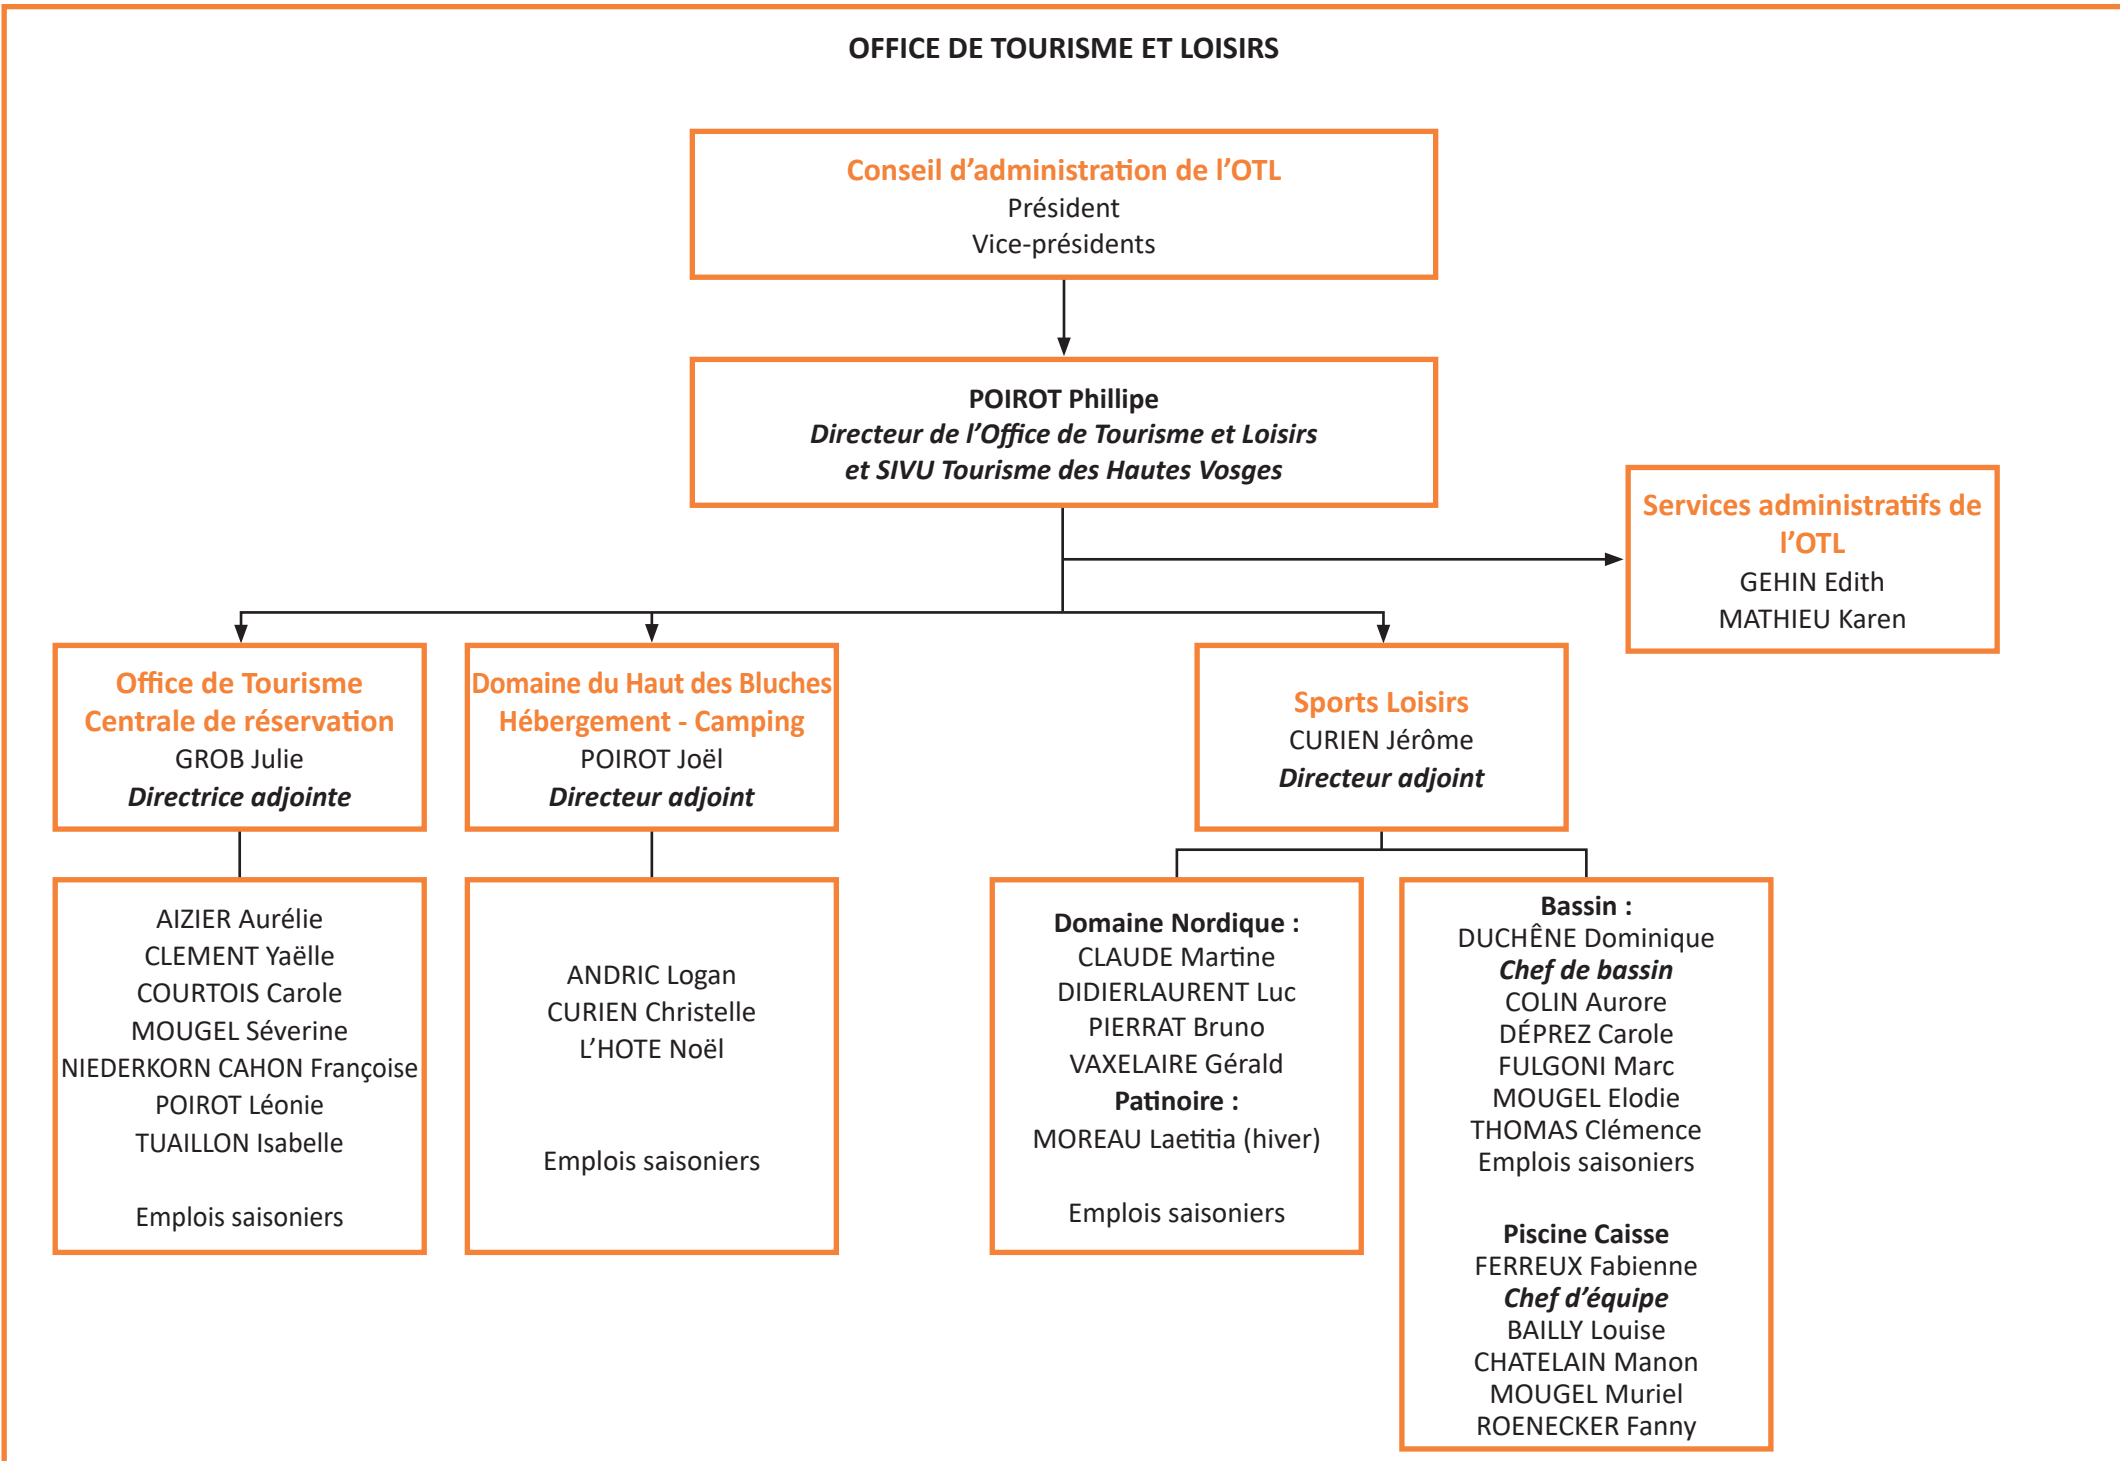 OFFICE DE TOURISME ET LOISIRS
Conseil d’administration de l’OTL
Président
Vice-présidents
POIROT Phillipe
Directeur de l’Office de Tourisme et Loisirs
et SIVU Tourisme des Hautes Vosges
Services administratifs de
l’OTL
GEHIN Edith
MATHIEU Karen
Office de Tourisme
Centrale de réservation
GROB Julie
Directrice adjointe
Domaine du Haut des Bluches
Hébergement - Camping
POIROT Joël
Directeur adjoint
Sports Loisirs
CURIEN Jérôme
Directeur adjoint
AIZIER Aurélie
CLEMENT Yaëlle
COURTOIS Carole
MOUGEL Séverine
NIEDERKORN CAHON Françoise
POIROT Léonie
TUAILLON Isabelle
Emplois saisoniers
ANDRIC Logan
CURIEN Christelle
L’HOTE Noël
Emplois saisoniers
Domaine Nordique :
CLAUDE Martine
DIDIERLAURENT Luc
PIERRAT Bruno
VAXELAIRE Gérald
Patinoire :
MOREAU Laetitia (hiver)
Emplois saisoniers
Bassin :
DUCHÊNE Dominique
Chef de bassin
COLIN Aurore
DÉPREZ Carole
FULGONI Marc
MOUGEL Elodie
THOMAS Clémence
Emplois saisoniers
Piscine Caisse
FERREUX Fabienne
Chef d’équipe
BAILLY Louise
CHATELAIN Manon
MOUGEL Muriel
ROENECKER Fanny